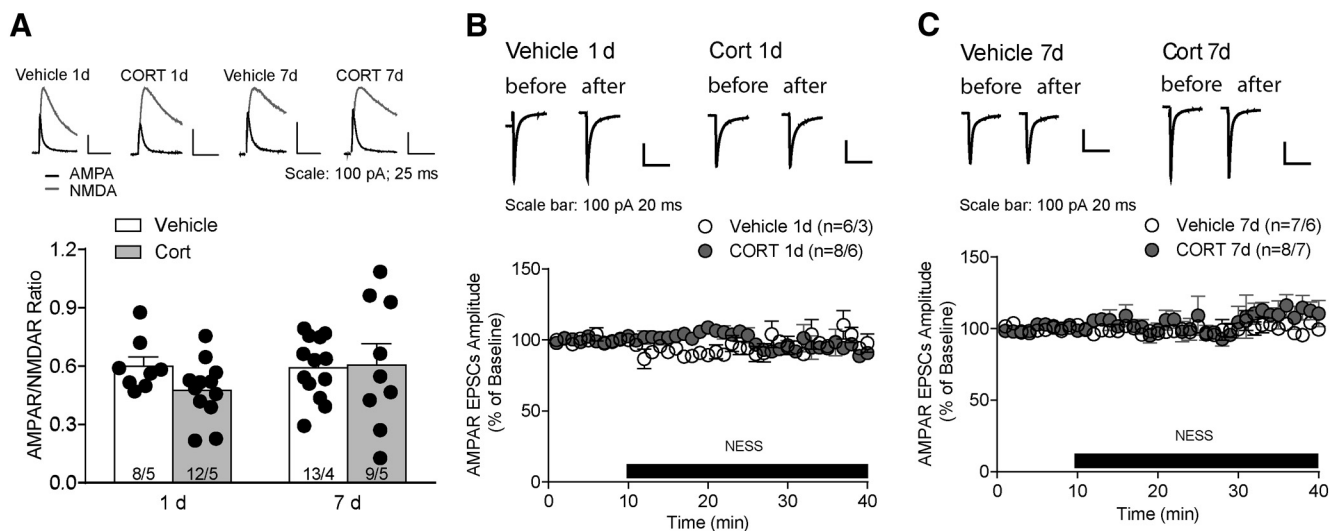 A
Vehicle 1d CORT 1d Vehicle 7d CORT 7d
AMPA
NMDA
Scale: 100 pA; 25 ms
Vehicle
Cort
AMPAR/NMDAR Ratio
1.2
0.9
0.6
0.3
0.0
8/5 12/5 13/4 9/5
1 d 7 d
B
Vehicle 1 d Cort 1d
before after before after
Scale bar: 100 pA 20 ms
Vehicle 1d (n=6/3)
CORT 1d (n=8/6)
AMPAR EPSCs Amplitude
(% of Baseline)
150
100
50
0
NESS
0 10 20 30 40
Time (min)
C
Vehicle 7d Cort 7d
before after before after
Scale bar: 100 pA 20 ms
Vehicle 7d (n=7/6)
CORT 7d (n=8/7)
AMPAR EPSCs Amplitude
(% of Baseline)
150
100
50
0
NESS
0 10 20 30 40
Time (min)